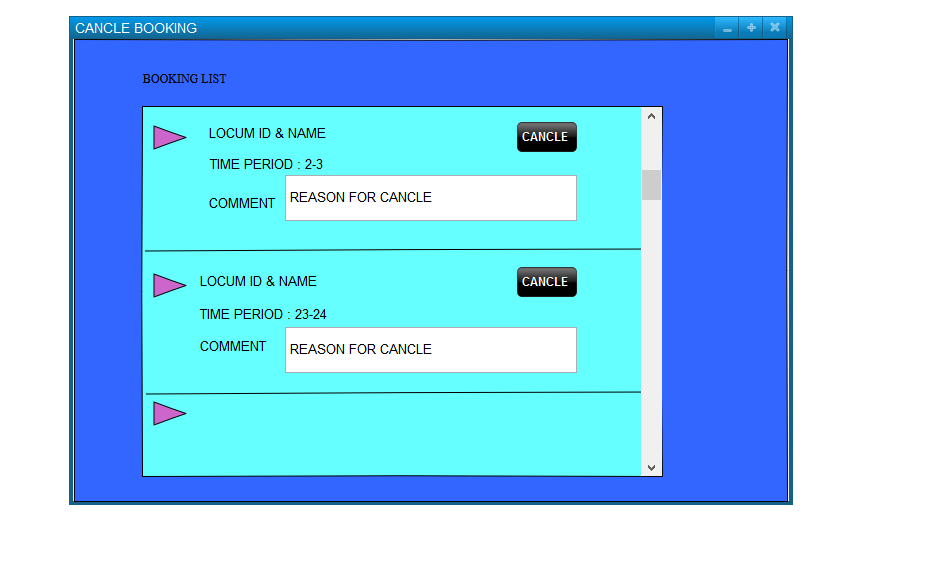 CANCLE BOOKING
BOOKING LIST
LOCUM ID & NAME
CANCLE
TIME PERIOD : 2-3
COMMENT
REASON FOR CANCLE
LOCUM ID & NAME
CANCLE
TIME PERIOD : 23-24
COMMENT
REASON FOR CANCLE